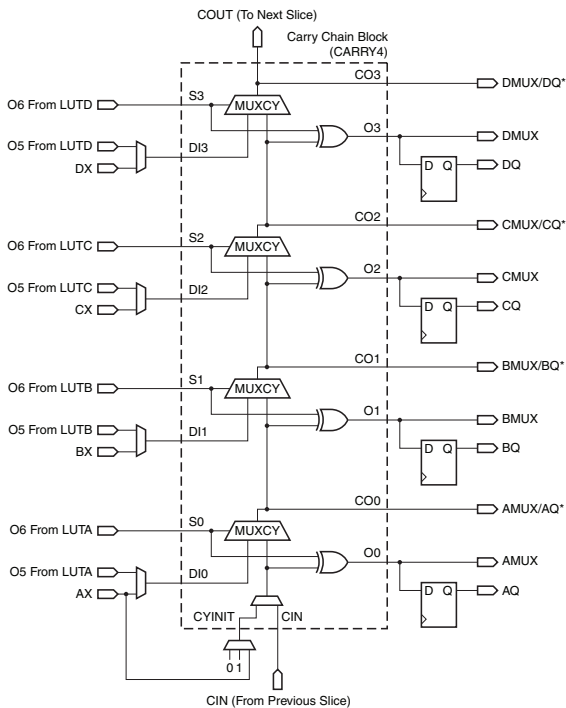 COUT (To Next Slice)
Carry Chain Block
(CARRY4)
CO3
DMUX/DQ*
O6 From LUTD
S3
MUXCY
O3
DMUX
O5 From LUTD
DI3
DX
D Q
DQ
CO2
CMUX/CQ*
O6 From LUTC
S2
MUXCY
O2
CMUX
O5 From LUTC
DI2
CX
D Q
CQ
CO1
BMUX/BQ*
O6 From LUTB
S1
MUXCY
O1
BMUX
O5 From LUTB
DI1
BX
D Q
BQ
CO0
AMUX/AQ*
O6 From LUTA
S0
MUXCY
O0
AMUX
O5 From LUTA
DI0
AX
D Q
AQ
CYINIT
CIN
0 1
CIN (From Previous Slice)